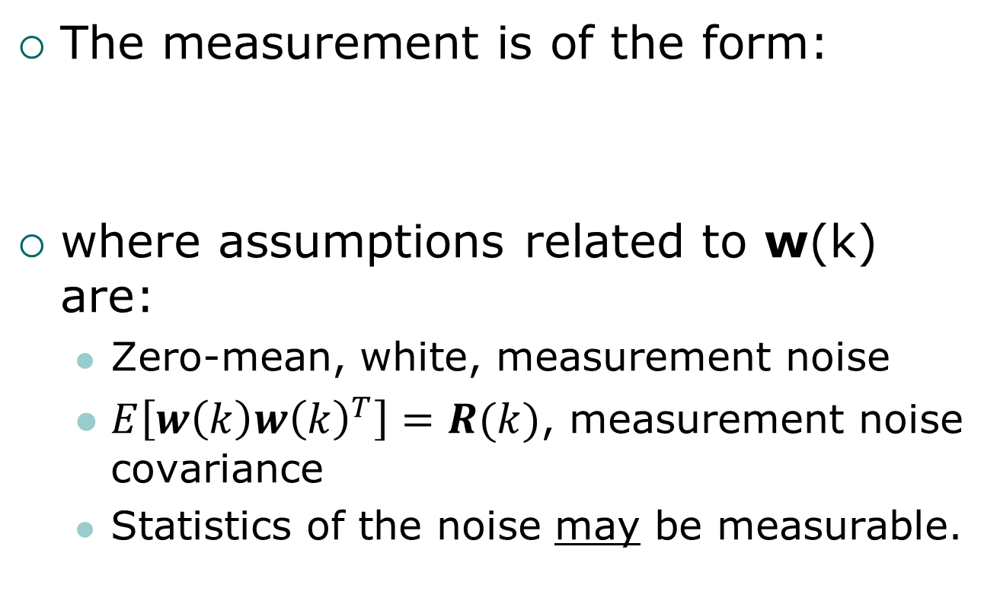 ○ The measurement is of the form:
○ where assumptions related to **w**(k)
are:
• Zero-mean, white, measurement noise
• $E[\boldsymbol{w}(k)\boldsymbol{w}(k)^T] = \boldsymbol{R}(k)$, measurement noise
covariance
• Statistics of the noise may be measurable.